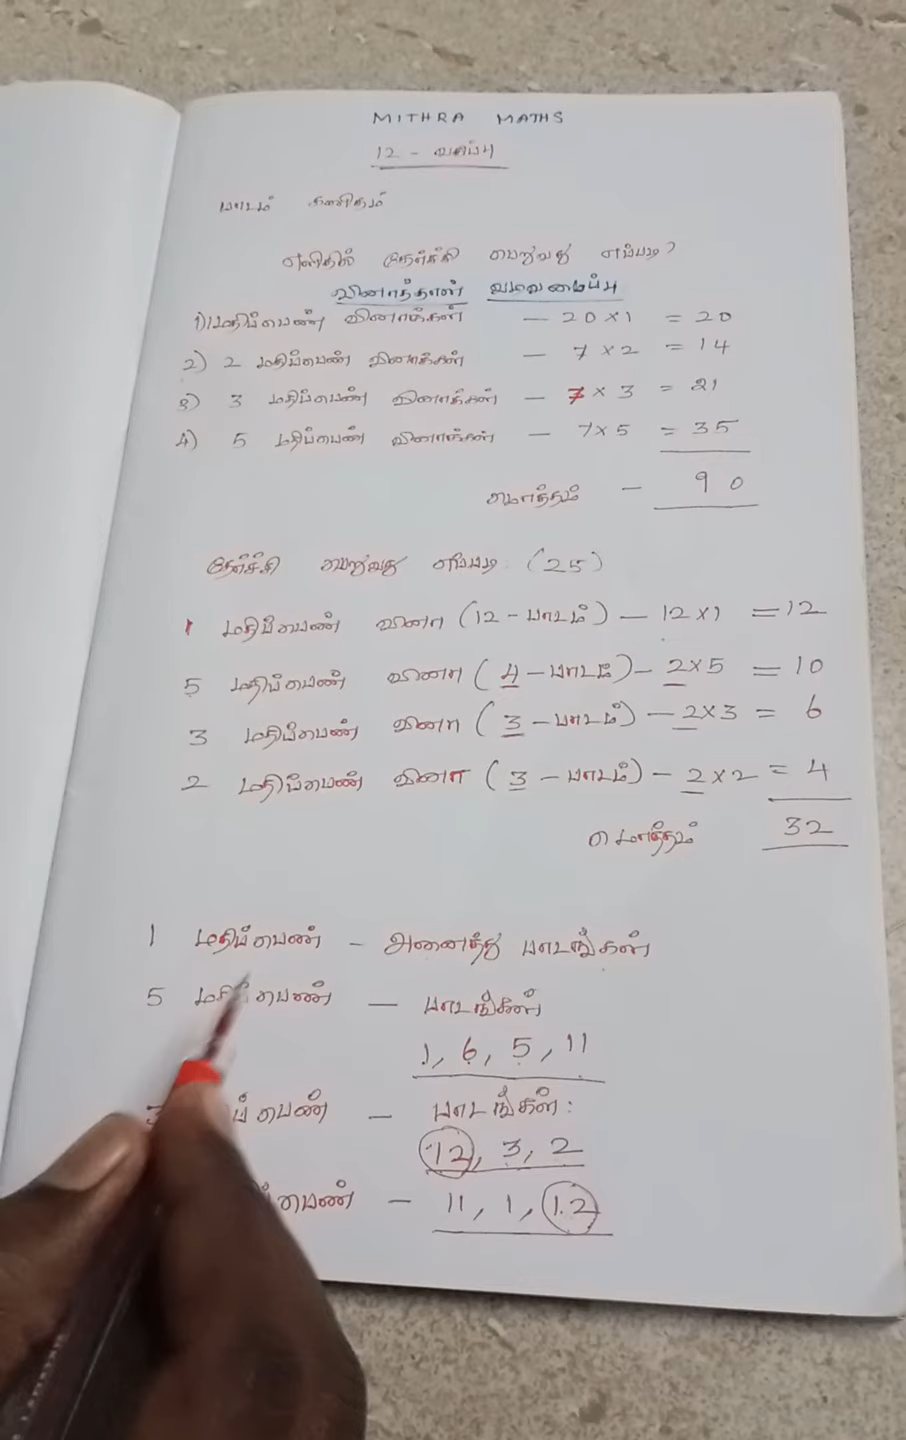 MITHRA MATHS
12 - வகுப்பு
பாடம் கணிதம்
எளிதில் தேர்ச்சி பெறுவது எப்படி?
வினாத்தாள் வடிவமைப்பு
1) 1 மதிப்பெண் வினாக்கள் — 20 × 1 = 20
2) 2 மதிப்பெண் வினாக்கள் — 7 × 2 = 14
3) 3 மதிப்பெண் வினாக்கள் — 7 × 3 = 21
4) 5 மதிப்பெண் வினாக்கள் — 7 × 5 = 35
மொத்தம் — 90
தேர்ச்சி பெறுவது எப்படி (25)
1 மதிப்பெண் வினா (12 - பாடம்) — 12 × 1 = 12
5 மதிப்பெண் வினா (4 - பாடம்) — 2 × 5 = 10
3 மதிப்பெண் வினா (3 - பாடம்) — 2 × 3 = 6
2 மதிப்பெண் வினா (3 - பாடம்) — 2 × 2 = 4
மொத்தம் 32
1 மதிப்பெண் - அனைத்து பாடங்கள்
5 மதிப்பெண் — பாடங்கள்
1, 6, 5, 11
3 — பாடங்கள் :
12, 3, 2
— 11, 1, 12